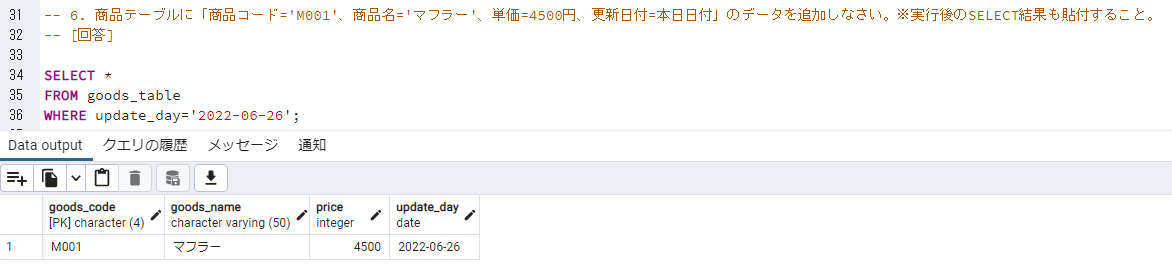 31 -- 6. 商品テーブルに「商品コード='M001'、商品名='マフラー'、単価=4500円、更新日付=本日日付」のデータを追加しなさい。※実行後のSELECT結果も貼付すること。
32 -- [回答]
33
34 SELECT *
35 FROM goods_table
36 WHERE update_day='2022-06-26';
Data output クエリの履歴 メッセージ 通知
goods_code goods_name price update_day
[PK] character (4) character varying (50) integer date
1 M001 マフラー 4500 2022-06-26